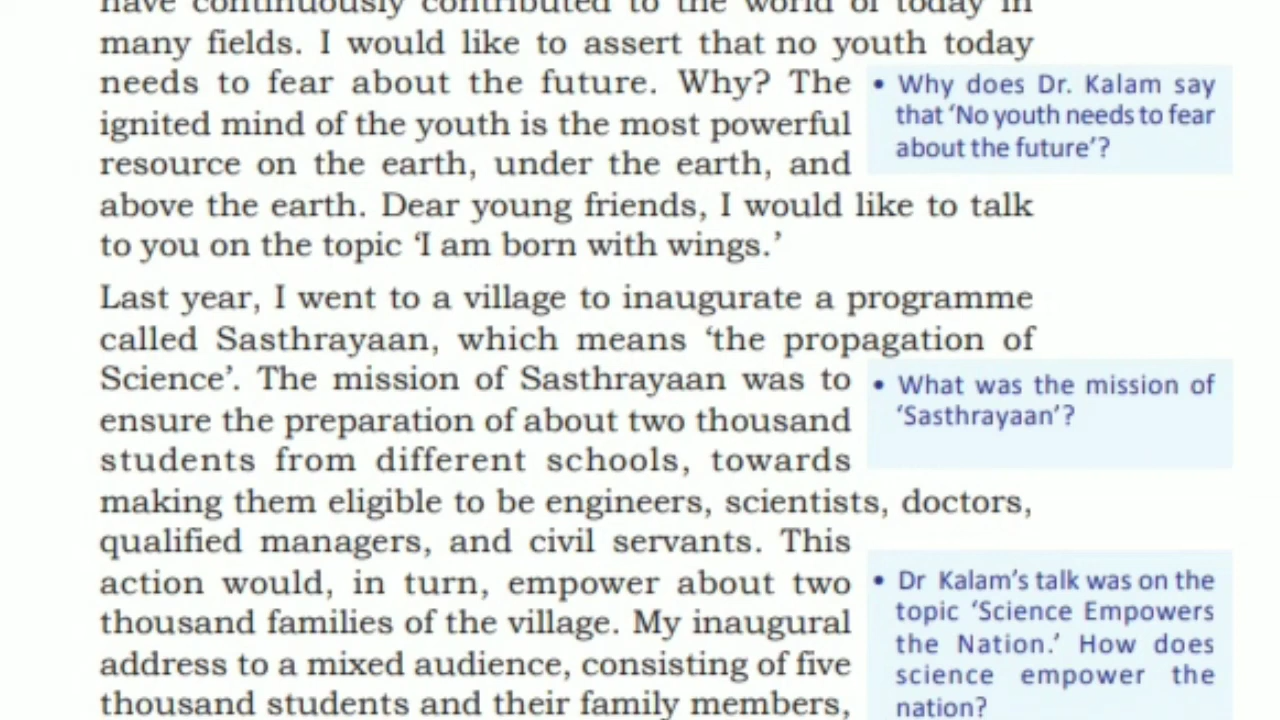 have continuously contributed to the world of today in
many fields. I would like to assert that no youth today
needs to fear about the future. Why? The
ignited mind of the youth is the most powerful
resource on the earth, under the earth, and
above the earth. Dear young friends, I would like to talk
to you on the topic ‘I am born with wings.’
• Why does Dr. Kalam say
that ‘No youth needs to fear
about the future’?
Last year, I went to a village to inaugurate a programme
called Sasthrayaan, which means ‘the propagation of
Science’. The mission of Sasthrayaan was to
ensure the preparation of about two thousand
students from different schools, towards
making them eligible to be engineers, scientists, doctors,
qualified managers, and civil servants. This
action would, in turn, empower about two
thousand families of the village. My inaugural
address to a mixed audience, consisting of five
thousand students and their family members,
• What was the mission of
‘Sasthrayaan’?
• Dr Kalam’s talk was on the
topic ‘Science Empowers
the Nation.’ How does
science empower the
nation?